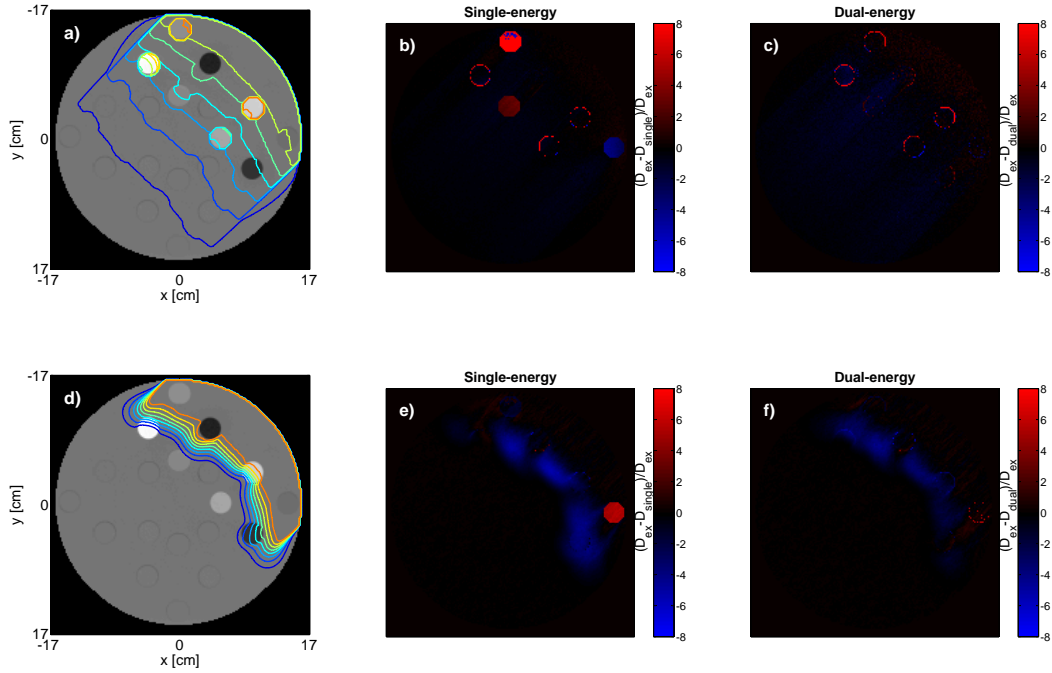 Single-energy
Dual-energy
-17
a)
b)
c)
8
6
4
2
0
-2
-4
-6
-8
(D_ex-D_single)/D_ex
8
6
4
2
0
-2
-4
-6
-8
(D_ex-D_dual)/D_ex
y [cm]
0
17
-17
0
17
x [cm]
Single-energy
Dual-energy
-17
d)
e)
f)
8
6
4
2
0
-2
-4
-6
-8
(D_ex-D_single)/D_ex
8
6
4
2
0
-2
-4
-6
-8
(D_ex-D_dual)/D_ex
y [cm]
0
17
-17
0
17
x [cm]